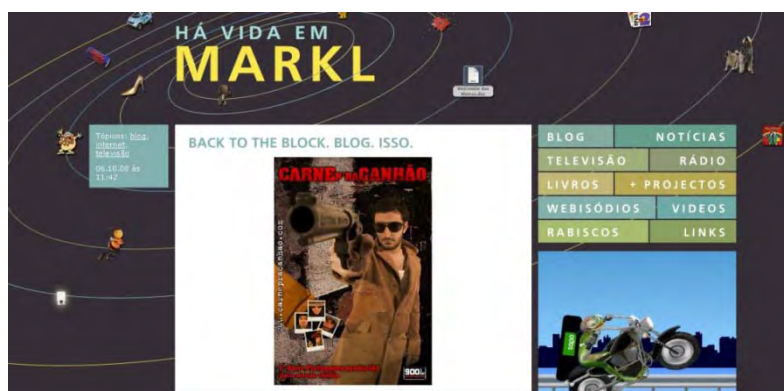 HÁ VIDA EM
MARKL
Tópicos: blog,
internet,
televisão
06.10.08 às
11:42
BACK TO THE BLOCK. BLOG. ISSO.
CARNE P'RA CANHÃO
BLOG
NOTÍCIAS
TELEVISÃO
RÁDIO
LIVROS
+ PROJECTOS
WEBISÓDIOS
VIDEOS
RABISCOS
LINKS